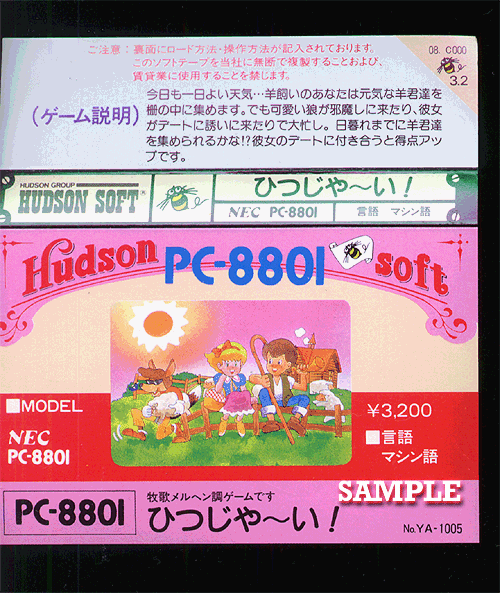 ご注意：裏面にロード方法・操作方法が記入されております。
このソフトテープを当社に無断で複製することおよび、
賃貸業に使用することを禁じます。
08. C000
3.2
(ゲーム説明)
今日も一日よい天気…羊飼いのあなたは元気な羊君達を
柵の中に集めます。でも可愛い狼が邪魔しに来たり、彼女
がデートに誘いに来たりで大忙し。日暮れまでに羊君達
を集められるかな!?彼女のデートに付き合うと得点アッ
プです。
HUDSON GROUP
HUDSON SOFT®
ひつじや〜い！
NEC PC-8801
言語 マシン語
Hudson soft
PC-8801
■MODEL
NEC
PC-8801
¥3,200
■言語
マシン語
SAMPLE
PC-8801
牧歌メルヘン調ゲームです
ひつじや〜い！
No.YA-1005